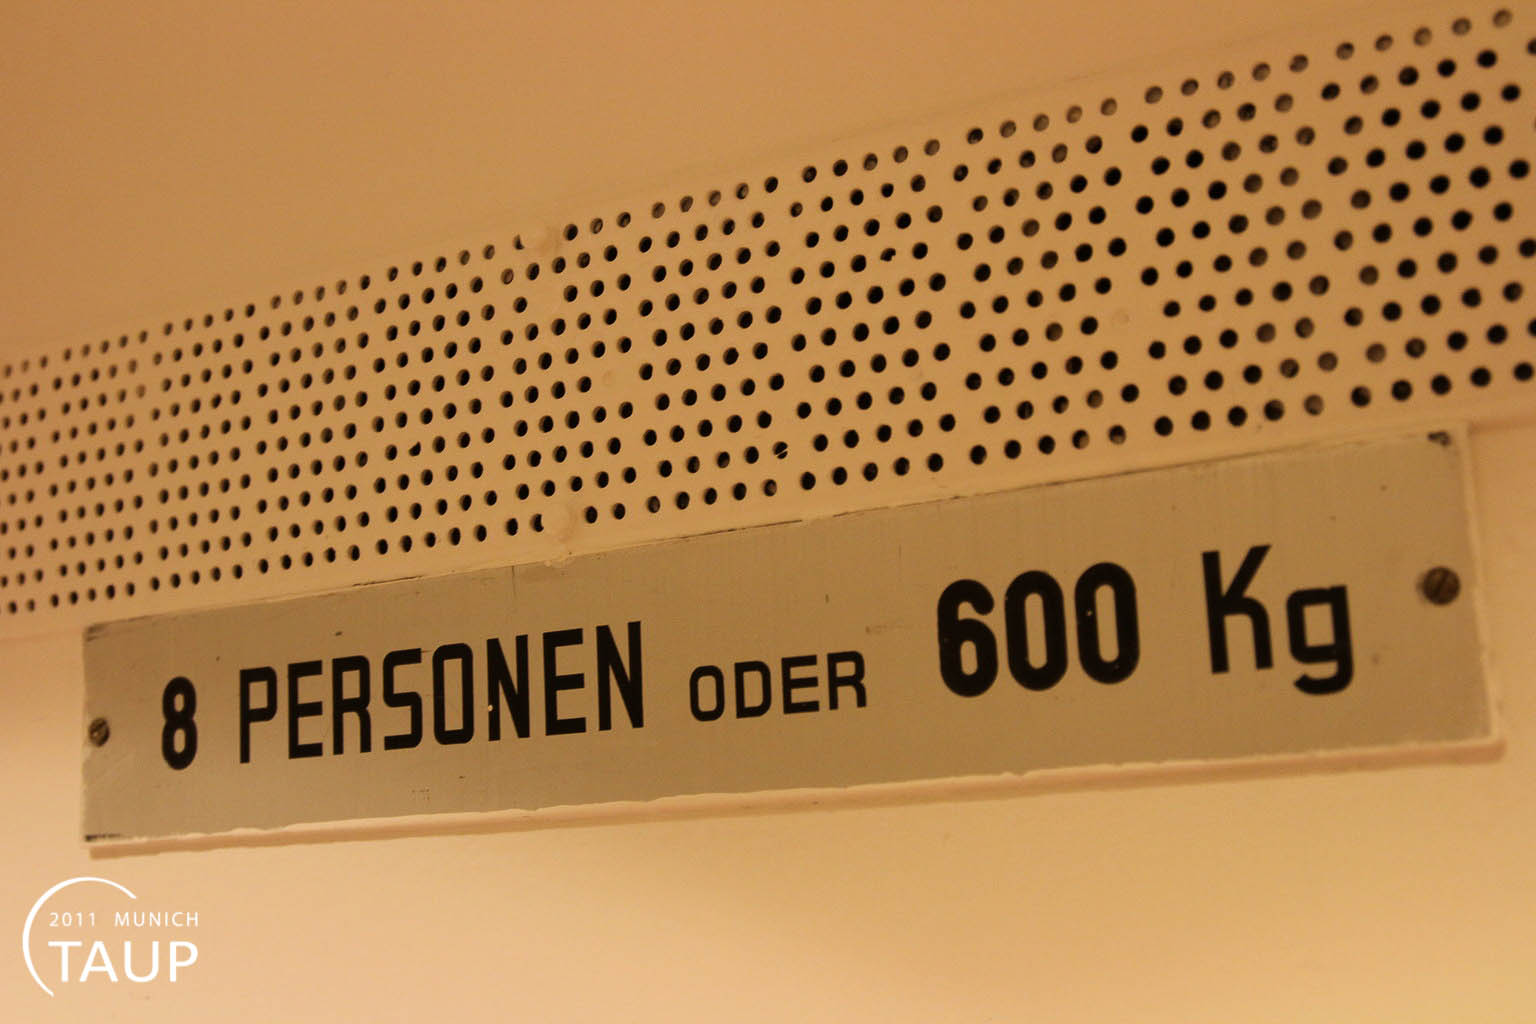 8 PERSONEN ODER 600 Kg
2011 MUNICH
TAUP